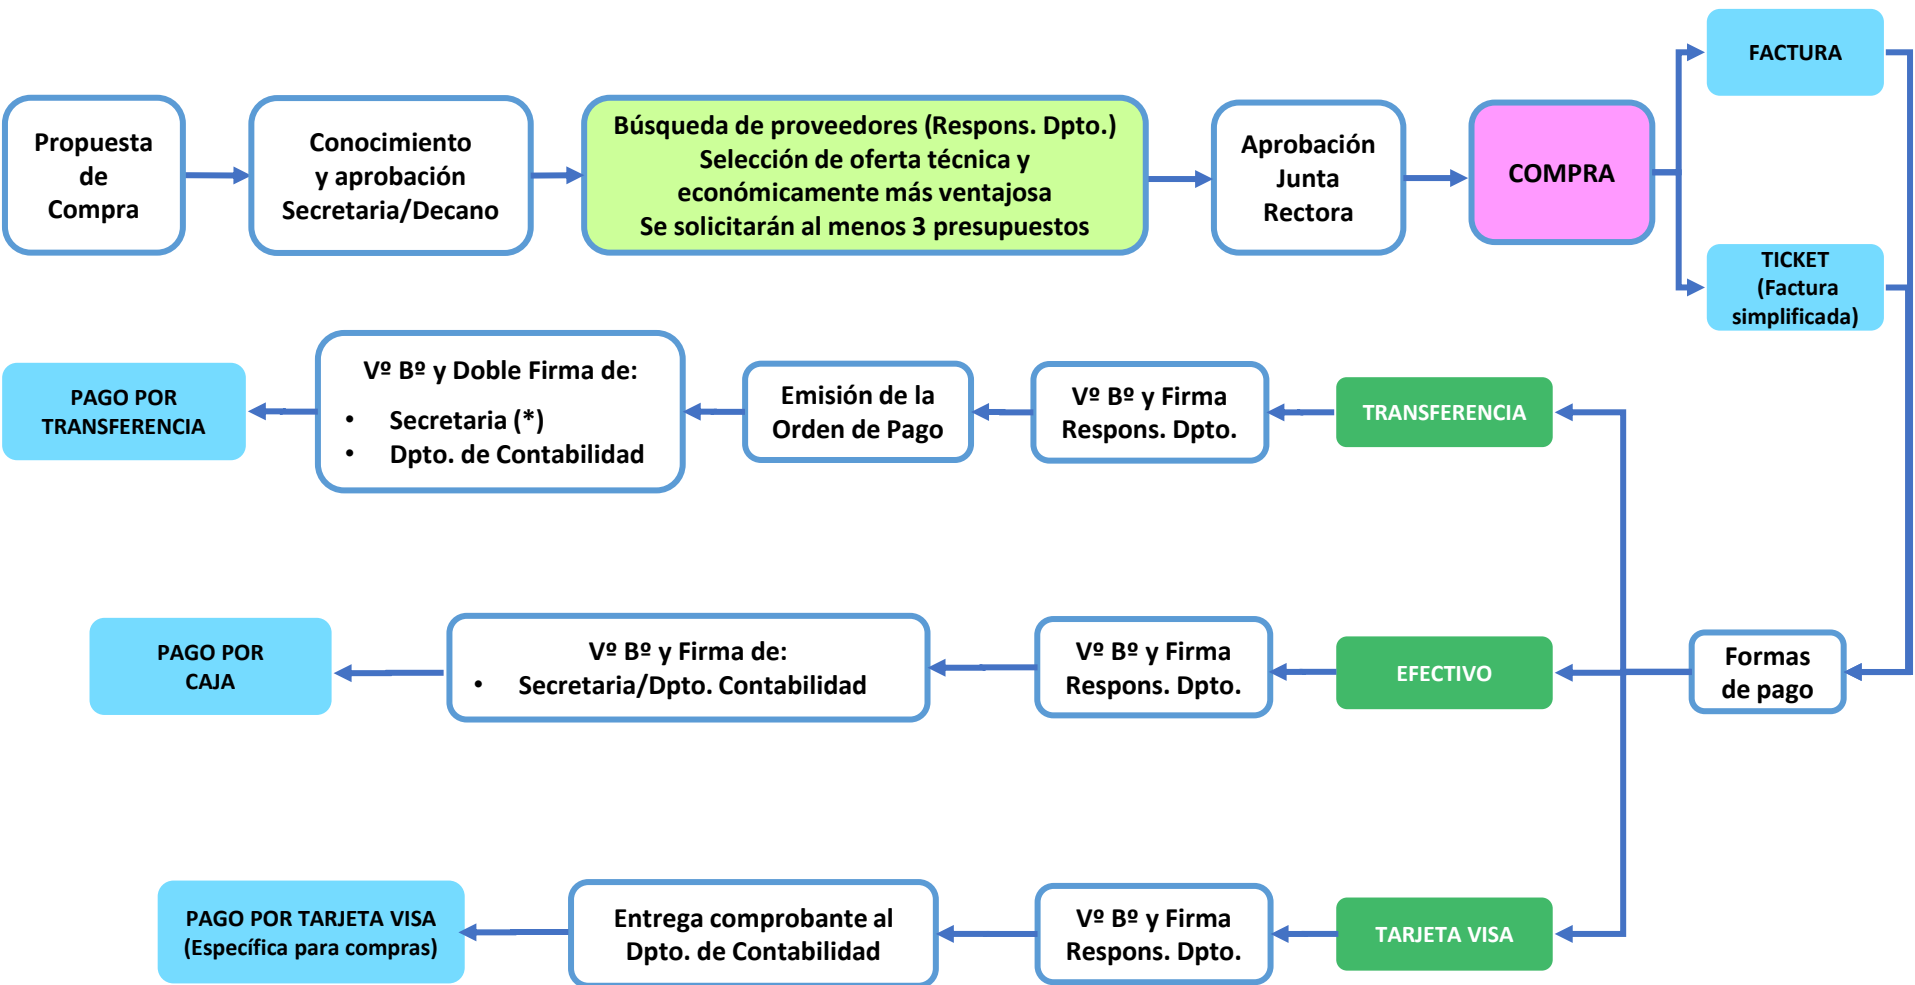 Propuesta
de
Compra
Conocimiento
y aprobación
Secretaria/Decano
Búsqueda de proveedores (Respons. Dpto.)
Selección de oferta técnica y
económicamente más ventajosa
Se solicitarán al menos 3 presupuestos
Aprobación
Junta
Rectora
COMPRA
FACTURA
TICKET
(Factura
simplificada)
PAGO POR
TRANSFERENCIA
Vº Bº y Doble Firma de:
• Secretaria (*)
• Dpto. de Contabilidad
Emisión de la
Orden de Pago
Vº Bº y Firma
Respons. Dpto.
TRANSFERENCIA
PAGO POR
CAJA
Vº Bº y Firma de:
• Secretaria/Dpto. Contabilidad
Vº Bº y Firma
Respons. Dpto.
EFECTIVO
Formas
de pago
PAGO POR TARJETA VISA
(Específica para compras)
Entrega comprobante al
Dpto. de Contabilidad
Vº Bº y Firma
Respons. Dpto.
TARJETA VISA